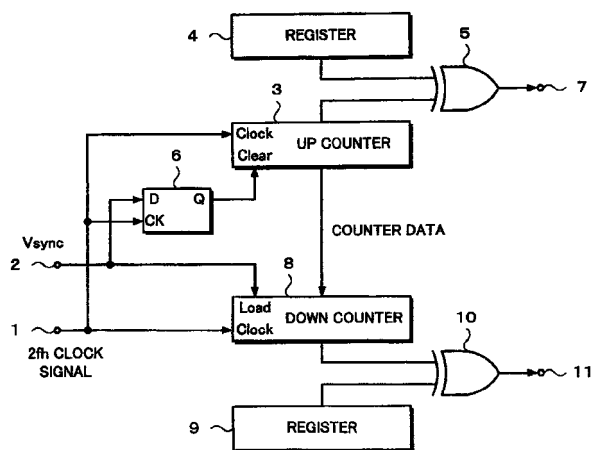 4
REGISTER
5
7
3
Clock
UP COUNTER
Clear
6
D Q
CK
COUNTER DATA
Vsync
2
8
Load
DOWN COUNTER
Clock
1
2fh CLOCK
SIGNAL
10
11
9
REGISTER